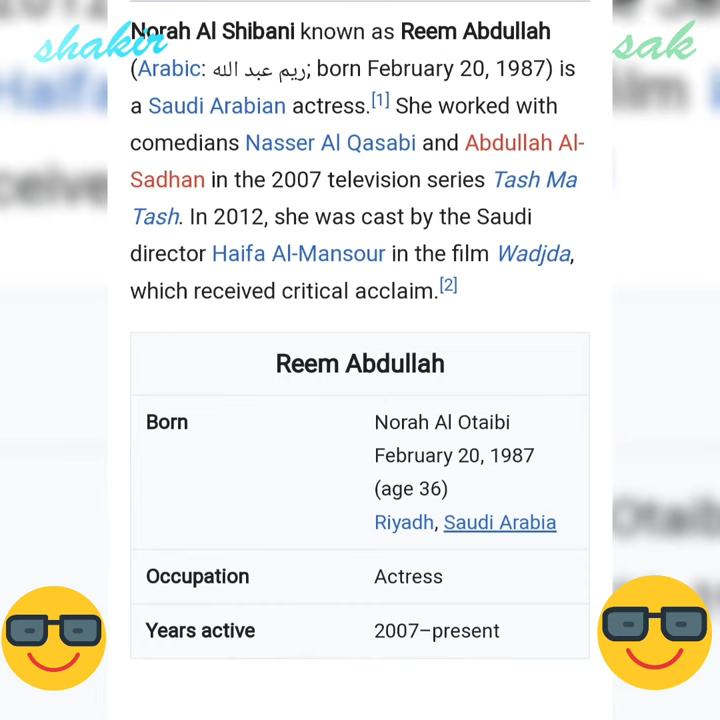 shakir
sak
Norah Al Shibani known as Reem Abdullah
(Arabic: ريم عبد الله; born February 20, 1987) is
a Saudi Arabian actress.[1] She worked with
comedians Nasser Al Qasabi and Abdullah Al-
Sadhan in the 2007 television series Tash Ma
Tash. In 2012, she was cast by the Saudi
director Haifa Al-Mansour in the film Wadjda,
which received critical acclaim.[2]
Reem Abdullah
Born Norah Al Otaibi
February 20, 1987
(age 36)
Riyadh, Saudi Arabia
Occupation Actress
Years active 2007–present